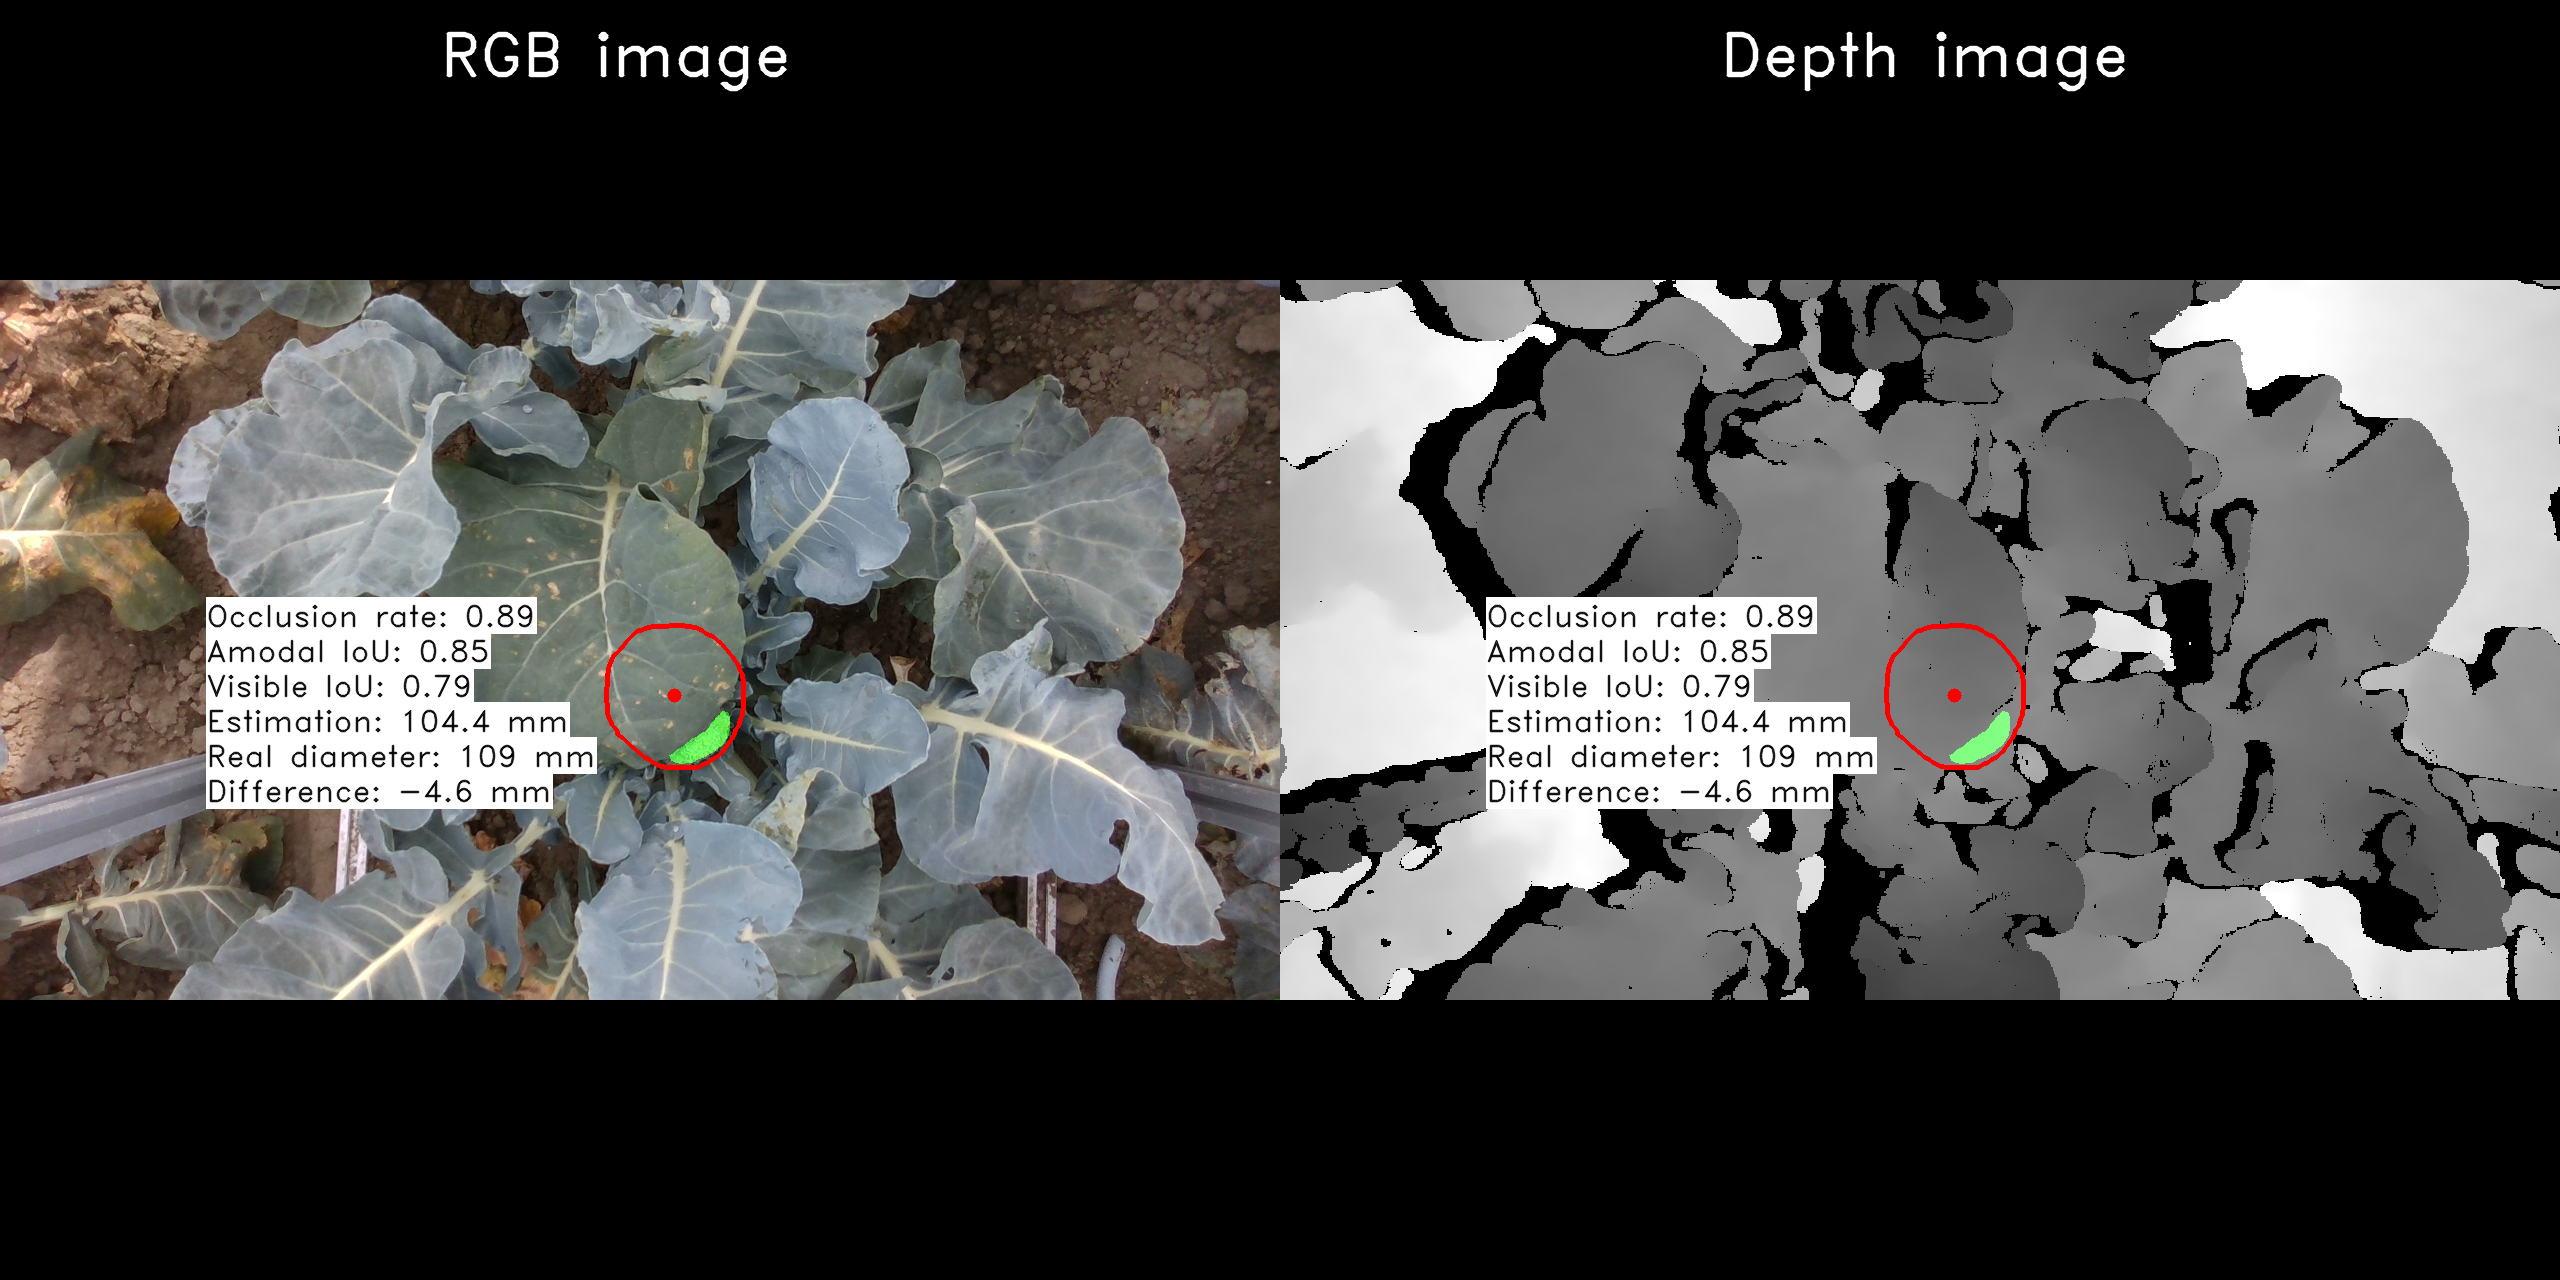 RGB image
Depth image
Occlusion rate: 0.89
Amodal IoU: 0.85
Visible IoU: 0.79
Estimation: 104.4 mm
Real diameter: 109 mm
Difference: −4.6 mm
Occlusion rate: 0.89
Amodal IoU: 0.85
Visible IoU: 0.79
Estimation: 104.4 mm
Real diameter: 109 mm
Difference: −4.6 mm